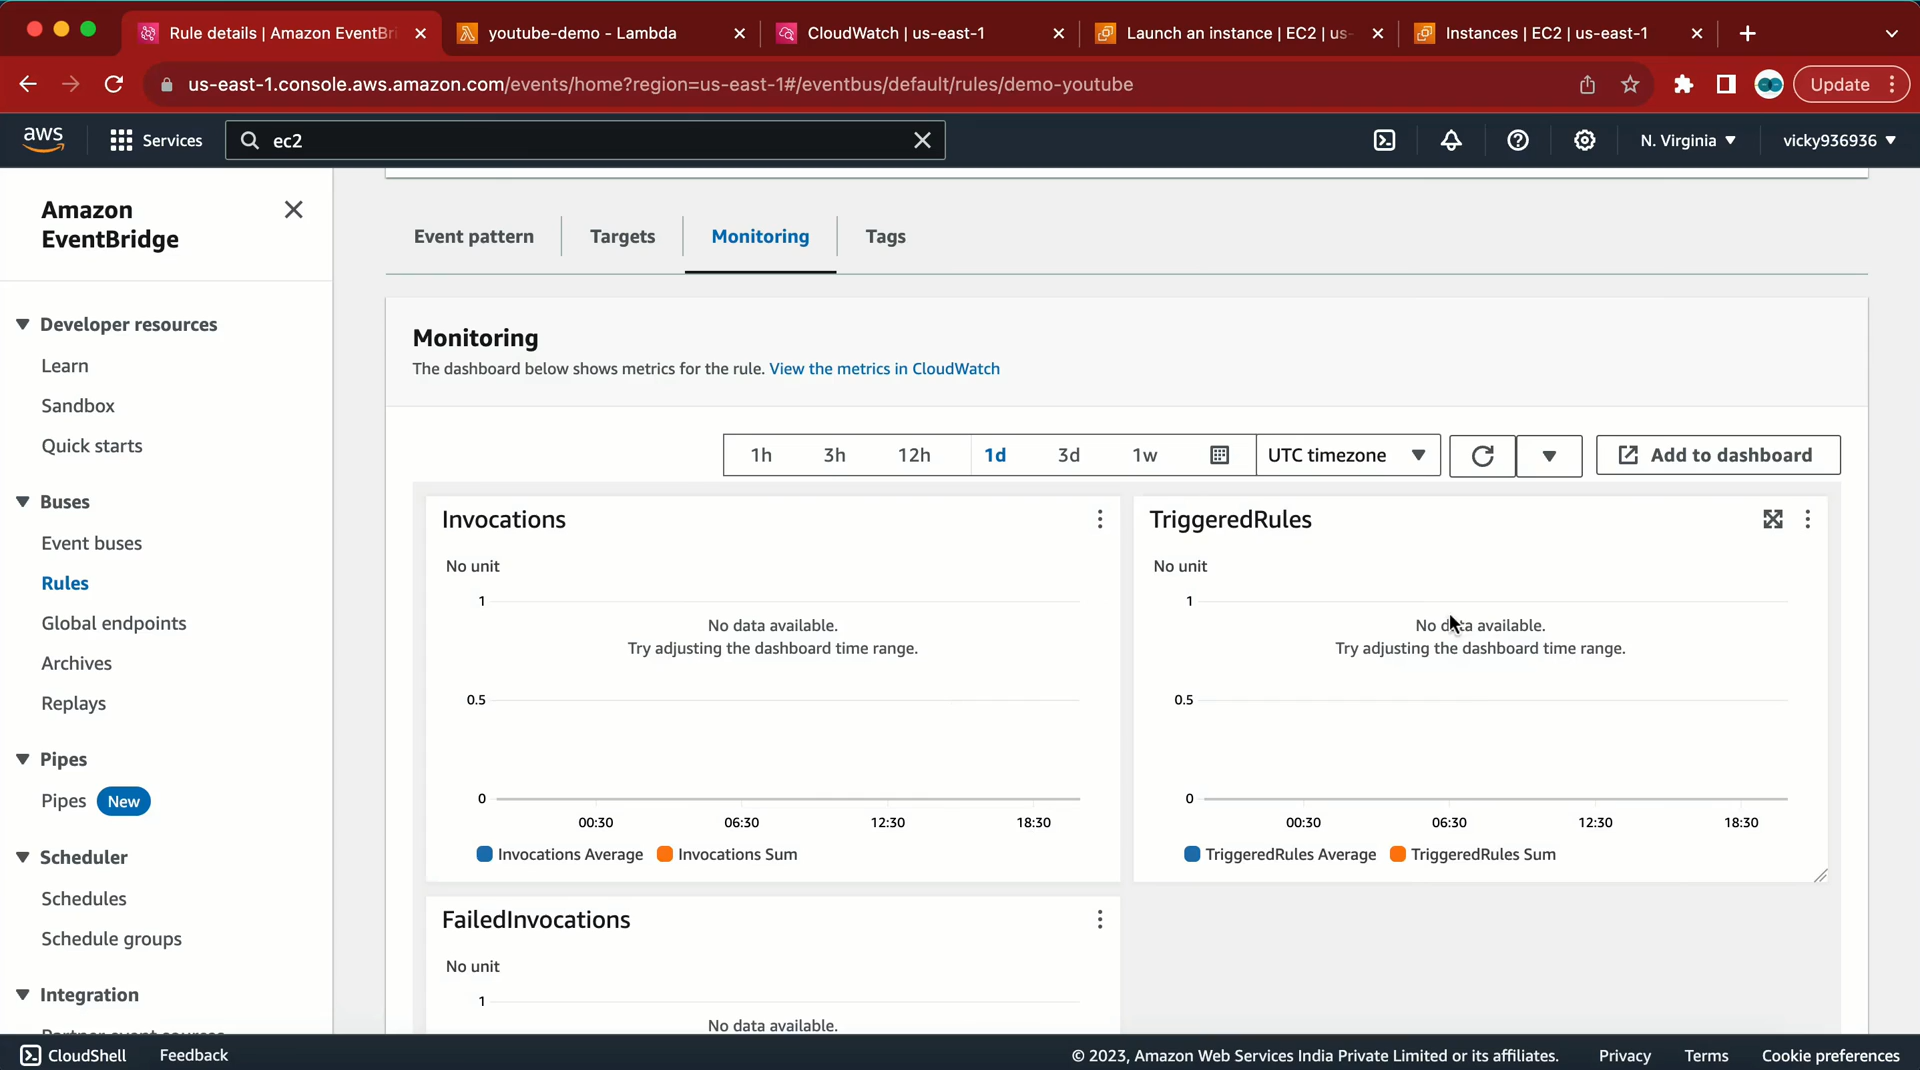 Rule details | Amazon EventBri
youtube-demo - Lambda
CloudWatch | us-east-1
Launch an instance | EC2 | us-
Instances | EC2 | us-east-1
us-east-1.console.aws.amazon.com/events/home?region=us-east-1#/eventbus/default/rules/demo-youtube
Update
aws
Services
ec2
N. Virginia
vicky936936
Amazon
EventBridge
Developer resources
Learn
Sandbox
Quick starts
Buses
Event buses
Rules
Global endpoints
Archives
Replays
Pipes
Pipes New
Scheduler
Schedules
Schedule groups
Integration
Partner event sources
Event pattern
Targets
Monitoring
Tags
Monitoring
The dashboard below shows metrics for the rule. View the metrics in CloudWatch
1h 3h 12h 1d 3d 1w
UTC timezone
Add to dashboard
Invocations
No unit
1
No data available.
Try adjusting the dashboard time range.
0.5
0
00:30 06:30 12:30 18:30
Invocations Average Invocations Sum
TriggeredRules
No unit
1
No data available.
Try adjusting the dashboard time range.
0.5
0
00:30 06:30 12:30 18:30
TriggeredRules Average TriggeredRules Sum
FailedInvocations
No unit
1
No data available.
CloudShell
Feedback
© 2023, Amazon Web Services India Private Limited or its affiliates.
Privacy
Terms
Cookie preferences